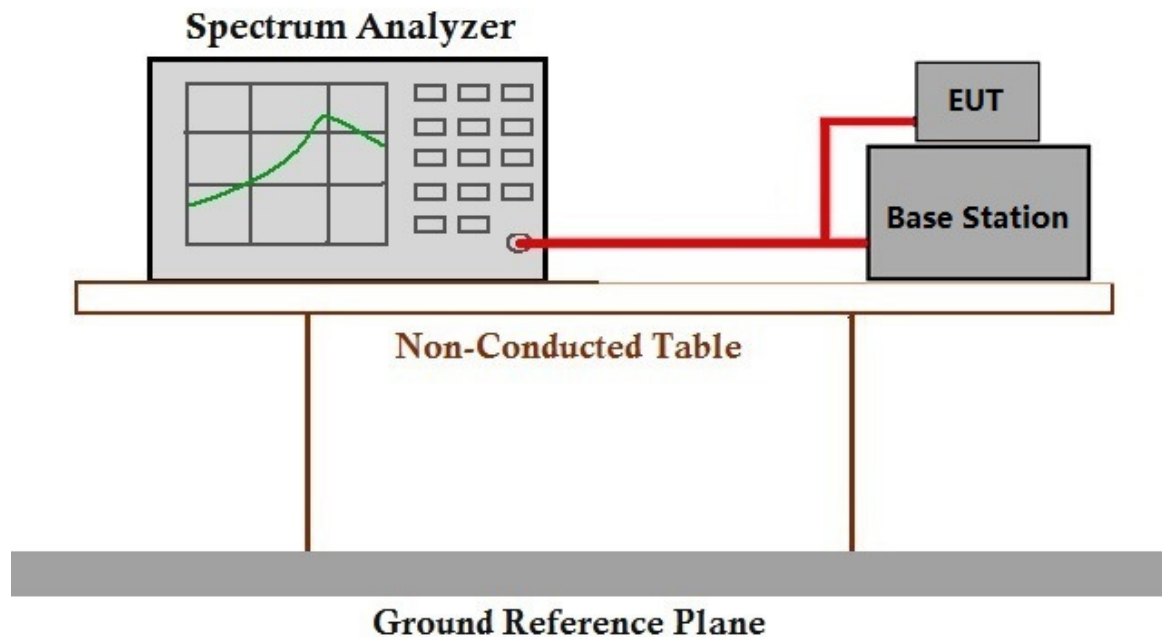 Spectrum Analyzer
EUT
Base Station
Non-Conducted Table
Ground Reference Plane